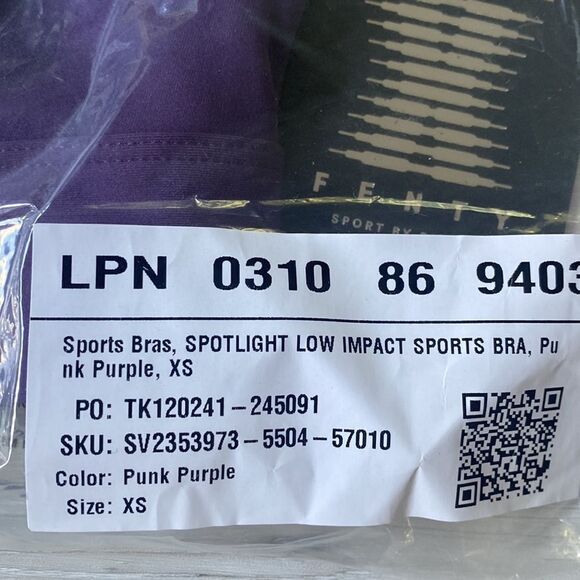 FENTY
SPORT BY
LPN 0310 86 9403
Sports Bras, SPOTLIGHT LOW IMPACT SPORTS BRA, Pu
nk Purple, XS
PO: TK120241-245091
SKU: SV2353973-5504-57010
Color: Punk Purple
Size: XS